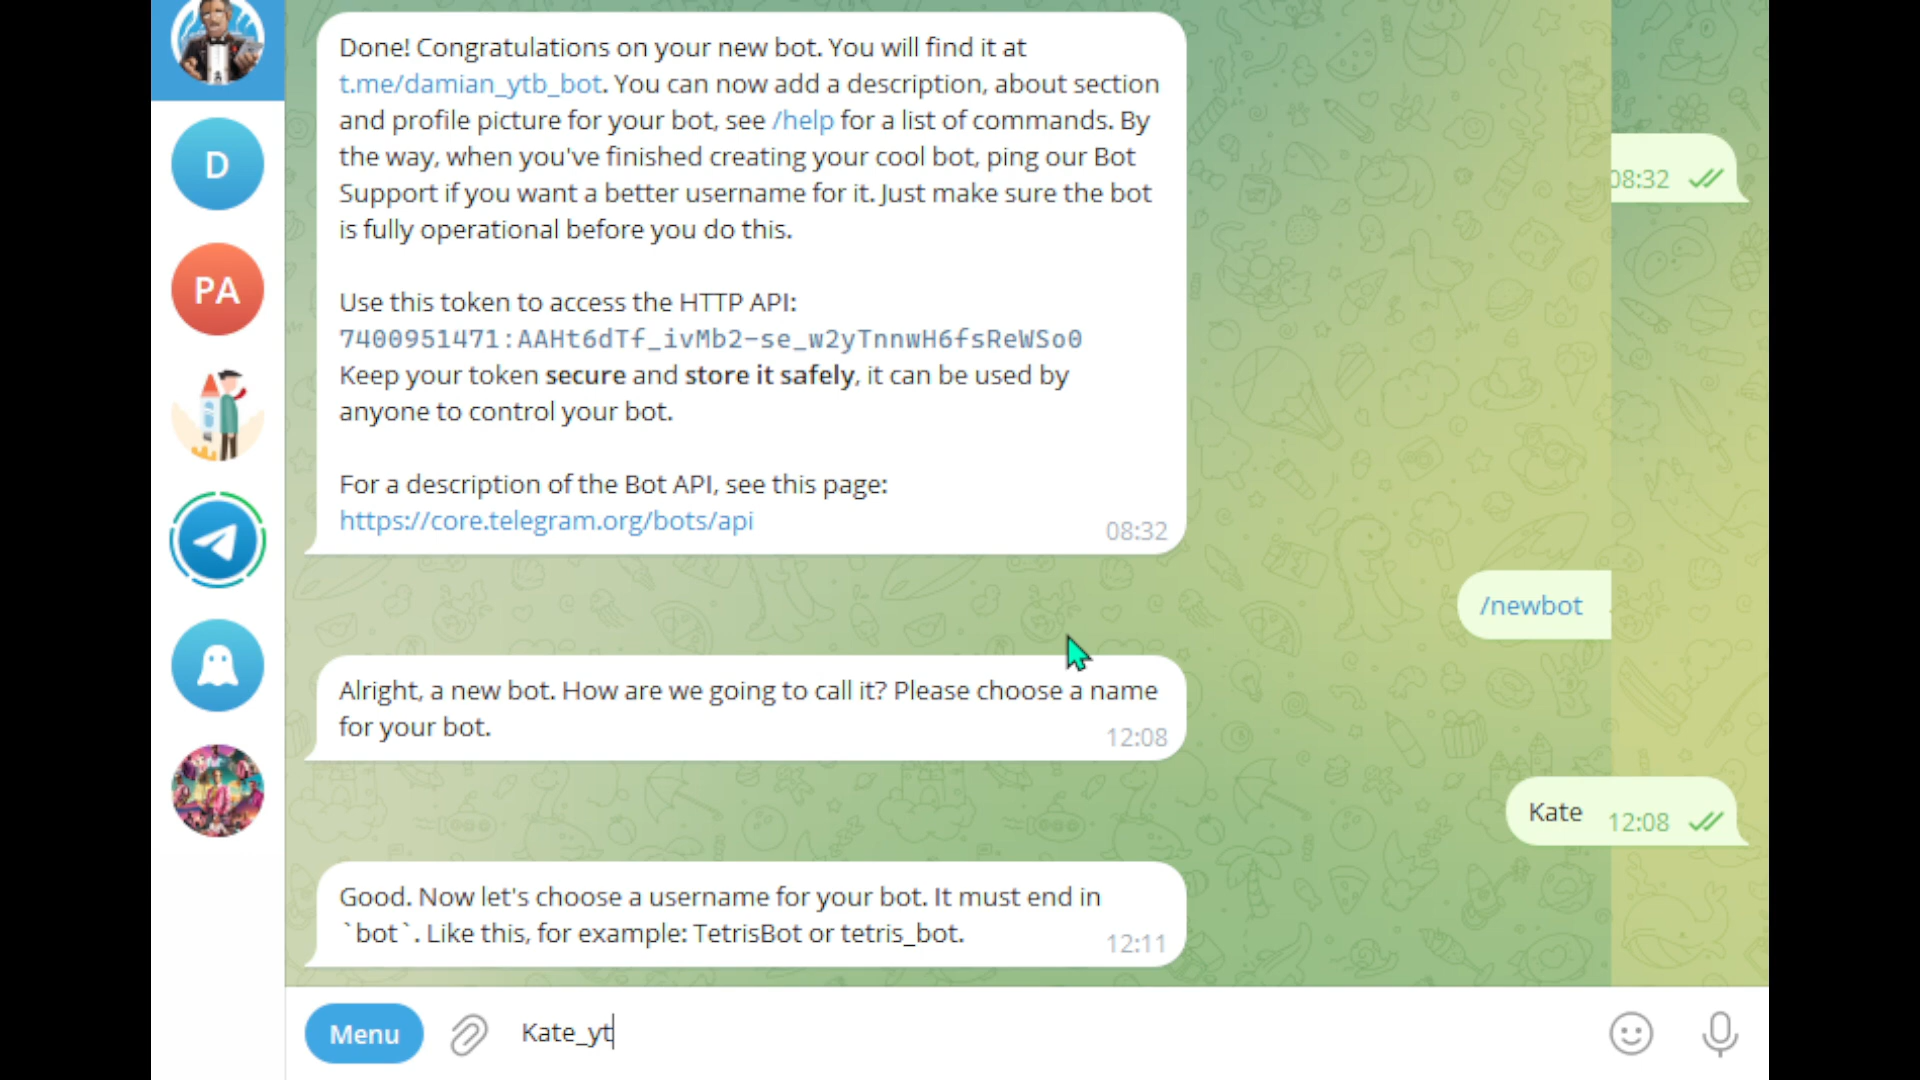 Done! Congratulations on your new bot. You will find it at
t.me/damian_ytb_bot. You can now add a description, about section
and profile picture for your bot, see /help for a list of commands. By
the way, when you've finished creating your cool bot, ping our Bot
Support if you want a better username for it. Just make sure the bot
is fully operational before you do this.
Use this token to access the HTTP API:
7400951471:AAHt6dTf_ivMb2-se_w2yTnnwH6fsReWSo0
Keep your token secure and store it safely, it can be used by
anyone to control your bot.
For a description of the Bot API, see this page:
https://core.telegram.org/bots/api
08:32
08:32
D
PA
/newbot
Alright, a new bot. How are we going to call it? Please choose a name
for your bot.
12:08
Kate 12:08
Good. Now let's choose a username for your bot. It must end in
`bot`. Like this, for example: TetrisBot or tetris_bot.
12:11
Menu
Kate_yt